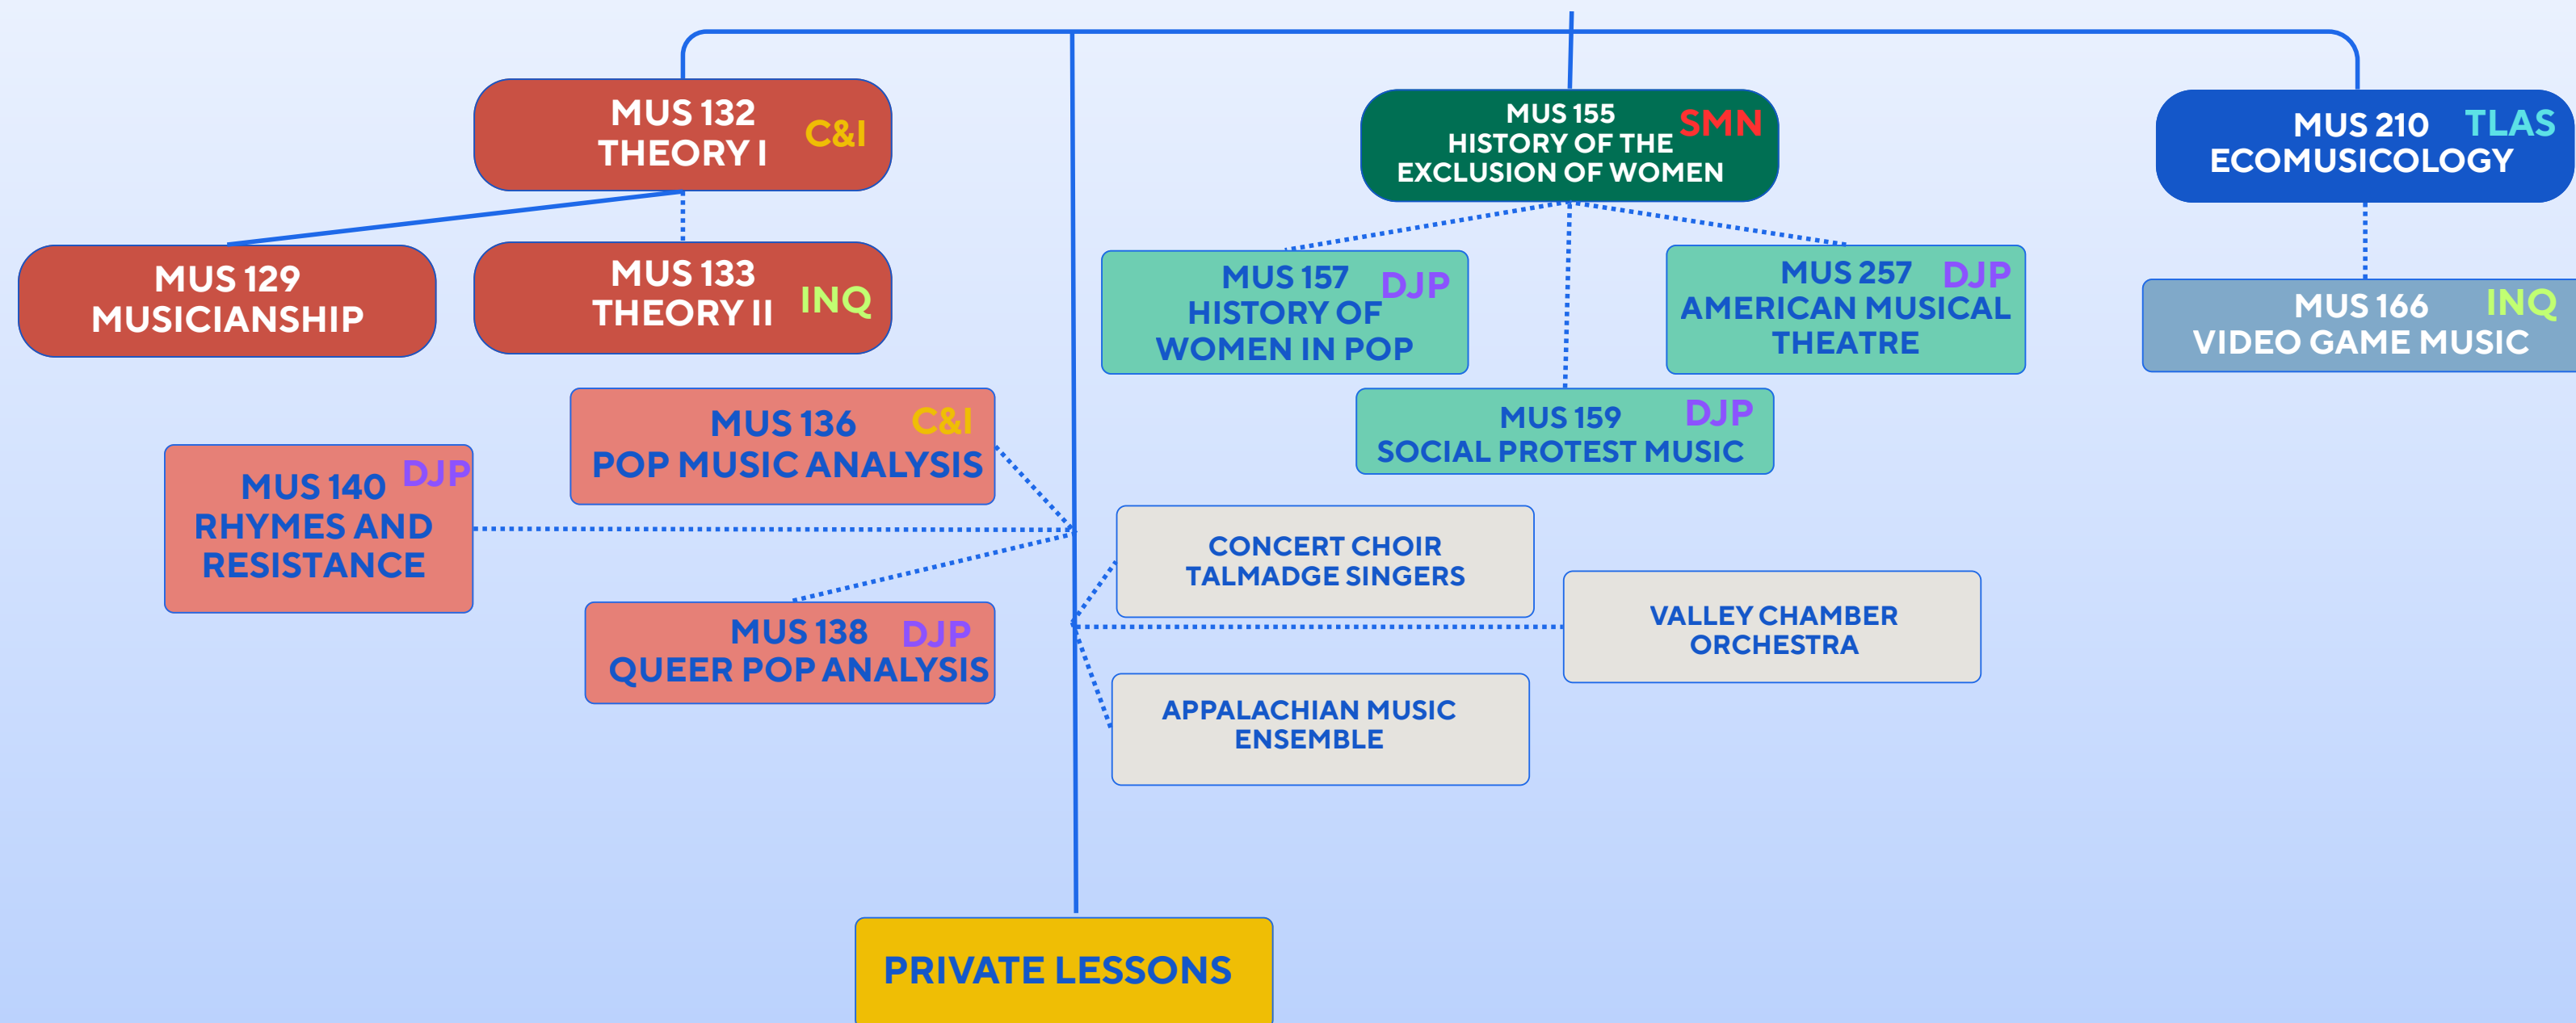 MUS 132
THEORY I
C&I
MUS 155
HISTORY OF THE
EXCLUSION OF WOMEN
SMN
MUS 210
ECOMUSICOLOGY
TLAS
MUS 129
MUSICIANSHIP
MUS 133
THEORY II
INQ
MUS 157
HISTORY OF
WOMEN IN POP
DJP
MUS 257
AMERICAN MUSICAL
THEATRE
DJP
MUS 166
VIDEO GAME MUSIC
INQ
MUS 136
POP MUSIC ANALYSIS
C&I
MUS 159
SOCIAL PROTEST MUSIC
DJP
MUS 140
RHYMES AND
RESISTANCE
DJP
CONCERT CHOIR
TALMADGE SINGERS
VALLEY CHAMBER
ORCHESTRA
MUS 138
QUEER POP ANALYSIS
DJP
APPALACHIAN MUSIC
ENSEMBLE
PRIVATE LESSONS